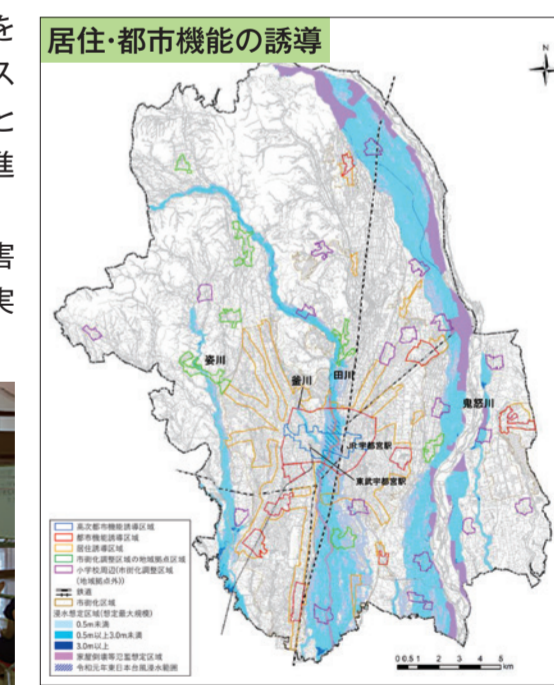 を
ス
と
進
害
実
居住・都市機能の誘導
N
姿川
釜川
田川
鬼怒川
JR宇都宮駅
東武宇都宮駅
高次都市機能誘導区域
都市機能誘導区域
居住誘導区域
市街化調整区域の地域拠点区域
小学校周辺(市街化調整区域
(地域拠点外))
鉄道
市街化区域
浸水想定区域(想定最大規模)
0.5m未満
0.5m以上3.0m未満
3.0m以上
家屋倒壊等氾濫想定区域
令和元年東日本台風浸水範囲
0 0.5 1 2 3 4 5
km